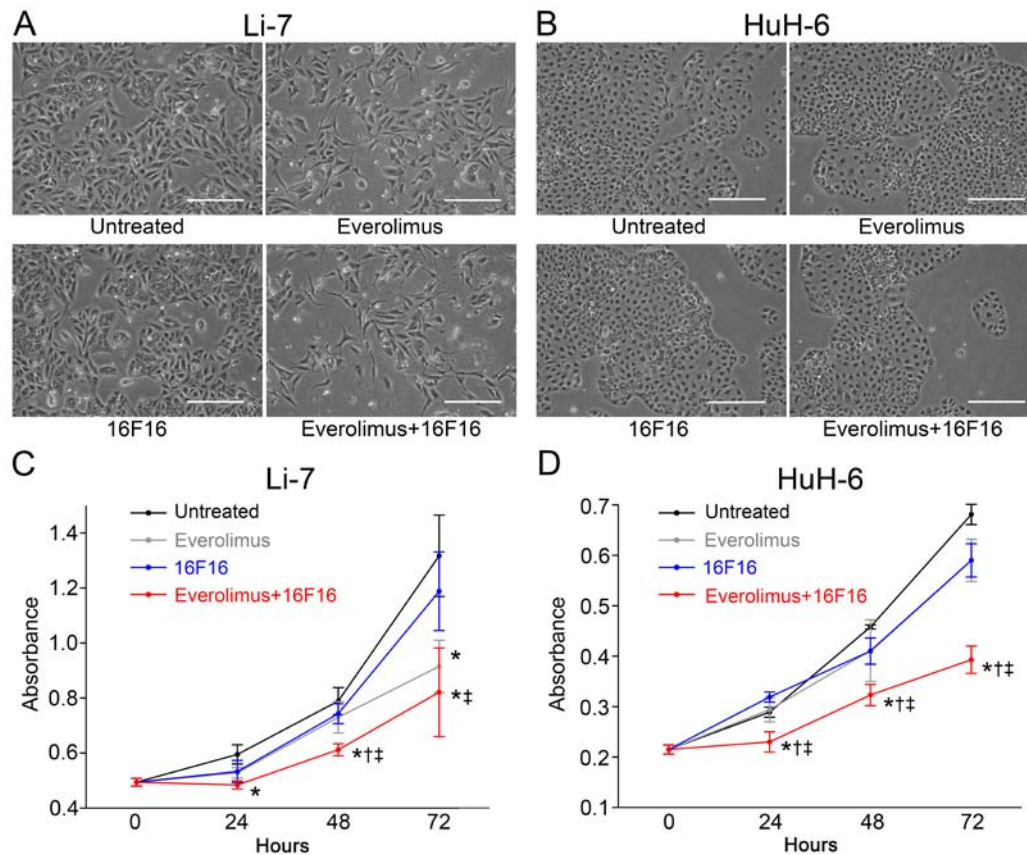 A
Li-7
B
HuH-6
Untreated
Everolimus
Untreated
Everolimus
16F16
Everolimus+16F16
16F16
Everolimus+16F16
C
Li-7
Untreated
Everolimus
16F16
Everolimus+16F16
Absorbance
1.4
1.2
1.0
0.8
0.6
0.4
*
*‡
*†‡
*
0
24
48
72
Hours
D
HuH-6
Untreated
Everolimus
16F16
Everolimus+16F16
Absorbance
0.7
0.6
0.5
0.4
0.3
0.2
0.1
*†‡
*†‡
*†‡
0
24
48
72
Hours